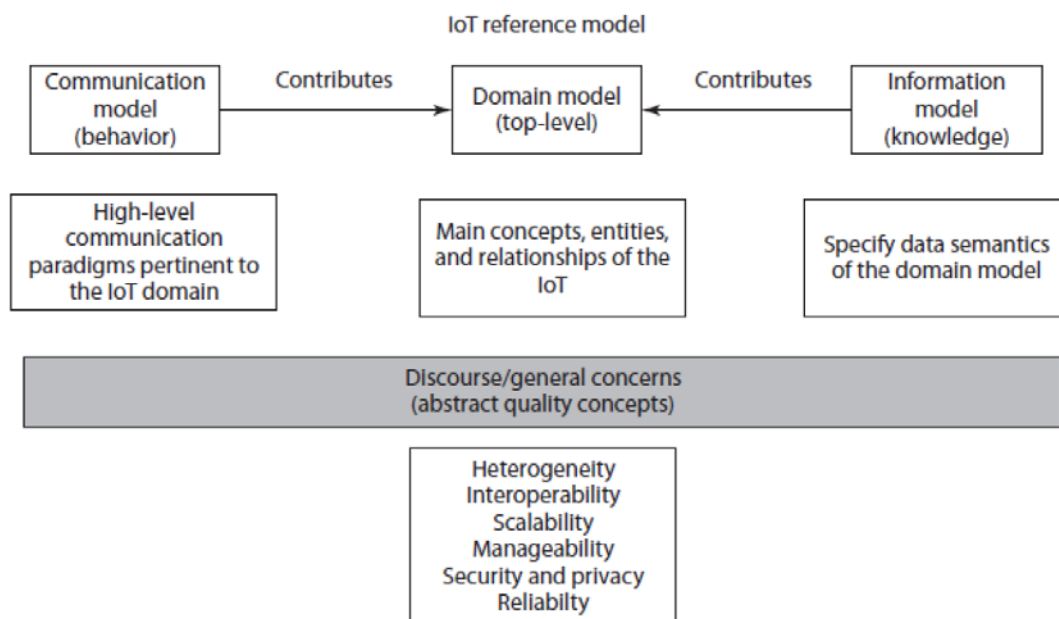 IoT reference model
Communication
model
(behavior)
Contributes
Domain model
(top-level)
Contributes
Information
model
(knowledge)
High-level
communication
paradigms pertinent to
the IoT domain
Main concepts, entities,
and relationships of the
IoT
Specify data semantics
of the domain model
Discourse/general concerns
(abstract quality concepts)
Heterogeneity
Interoperability
Scalability
Manageability
Security and privacy
Reliabilty